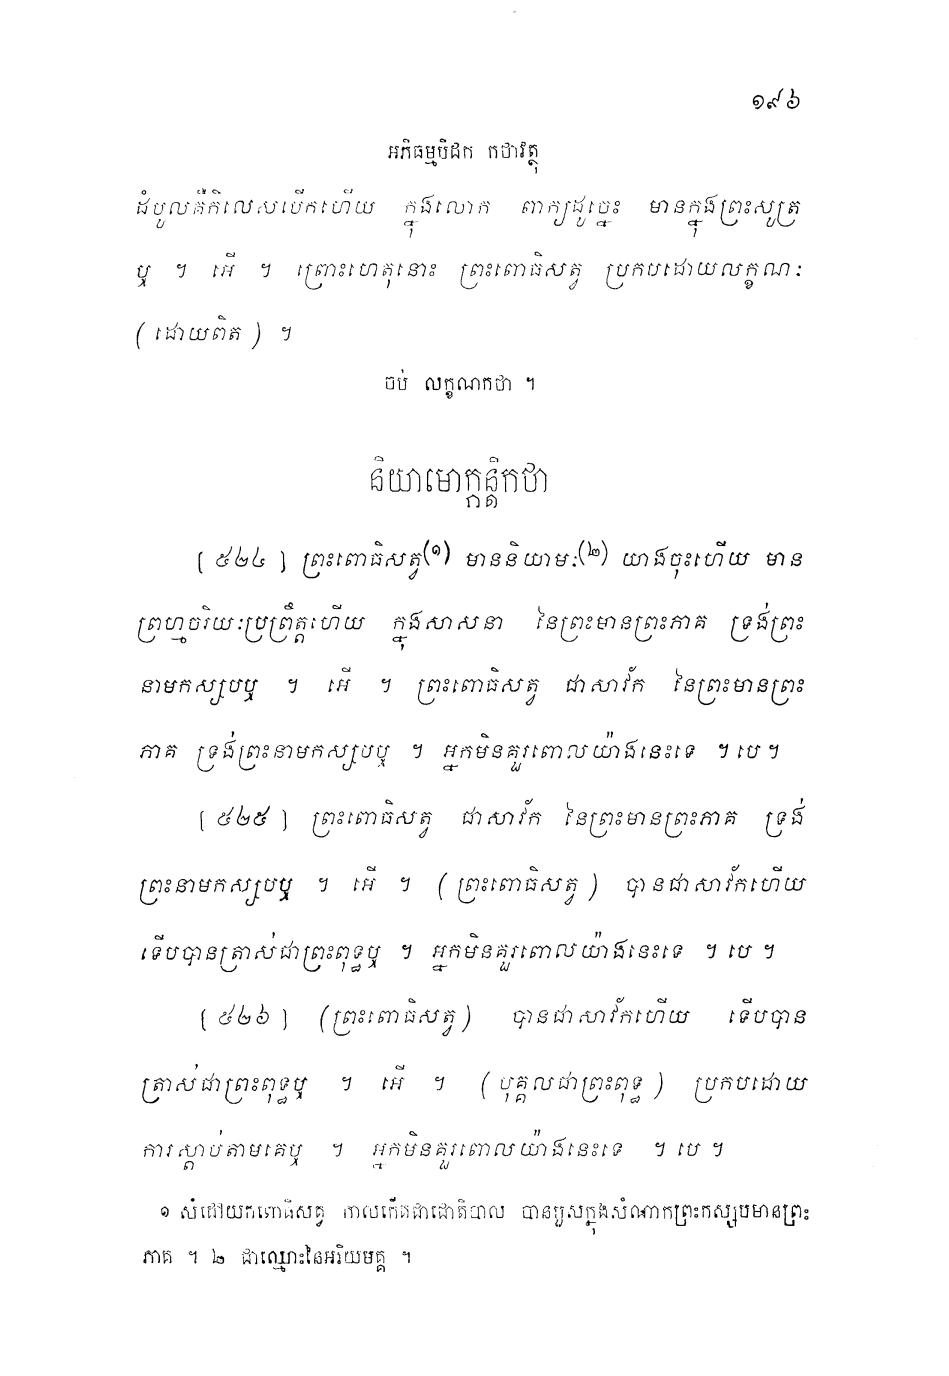 ១៩៦
អភិធម្មបិដក កថាវត្ថុ
ដំបូលគឺកិលេសបើកហើយ ក្នុងលោក ពាក្យដូច្នេះ មានក្នុងព្រះសូត្រ
ឬ ។ អើ ។ ព្រោះហេតុនោះ ព្រះពោធិសត្វ ប្រកបដោយលក្ខណៈ
( ដោយពិត ) ។
ចប់ លក្ខណកថា ។
និយាមោក្កន្តិកថា
[ ៥២៤ ] ព្រះពោធិសត្វ(១) មាននិយាមៈ(២) យាងចុះហើយ មាន
ព្រហ្មចរិយៈប្រព្រឹត្តហើយ ក្នុងសាសនា នៃព្រះមានព្រះភាគ ទ្រង់ព្រះ
នាមកស្សបឬ ។ អើ ។ ព្រះពោធិសត្វ ជាសាវ័ក នៃព្រះមានព្រះ
ភាគ ទ្រង់ព្រះនាមកស្សបឬ ។ អ្នកមិនគួរពោលយ៉ាងនេះទេ ។ បេ ។
[ ៥២៥ ] ព្រះពោធិសត្វ ជាសាវ័ក នៃព្រះមានព្រះភាគ ទ្រង់
ព្រះនាមកស្សបឬ ។ អើ ។ ( ព្រះពោធិសត្វ ) បានជាសាវ័កហើយ
ទើបបានត្រាស់ជាព្រះពុទ្ធឬ ។ អ្នកមិនគួរពោលយ៉ាងនេះទេ ។ បេ ។
[ ៥២៦ ] (ព្រះពោធិសត្វ ) បានជាសាវ័កហើយ ទើបបាន
ត្រាស់ជាព្រះពុទ្ធឬ ។ អើ ។ ( បុគ្គលជាព្រះពុទ្ធ ) ប្រកបដោយ
ការស្តាប់តាមគេឬ ។ អ្នកមិនគួរពោលយ៉ាងនេះទេ ។ បេ ។
១ សំដៅយកពោធិសត្វ កាលកើតជាជោតិបាល បានបួសក្នុងសំណាកព្រះកស្សបមានព្រះ
ភាគ ។ ២ ជាឈ្មោះនៃអរិយមគ្គ ។